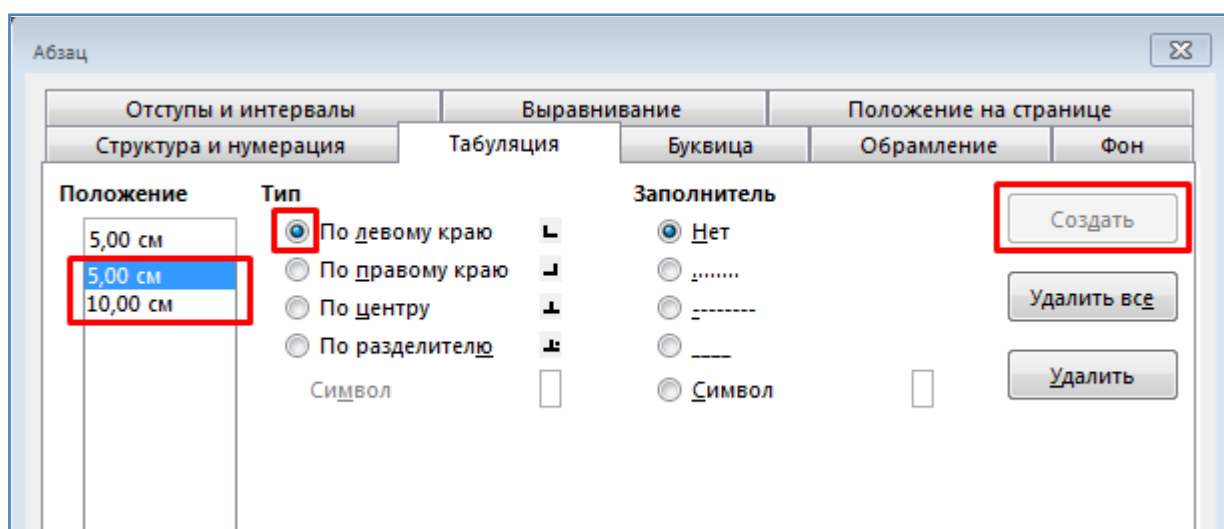 Абзац
Отступы и интервалы Выравнивание Положение на странице
Структура и нумерация Табуляция Буквица Обрамление Фон
Положение Тип Заполнитель
5,00 см По левому краю Нет Создать
5,00 см По правому краю ........
10,00 см По центру -------- Удалить все
По разделителю ____
Символ Символ Удалить